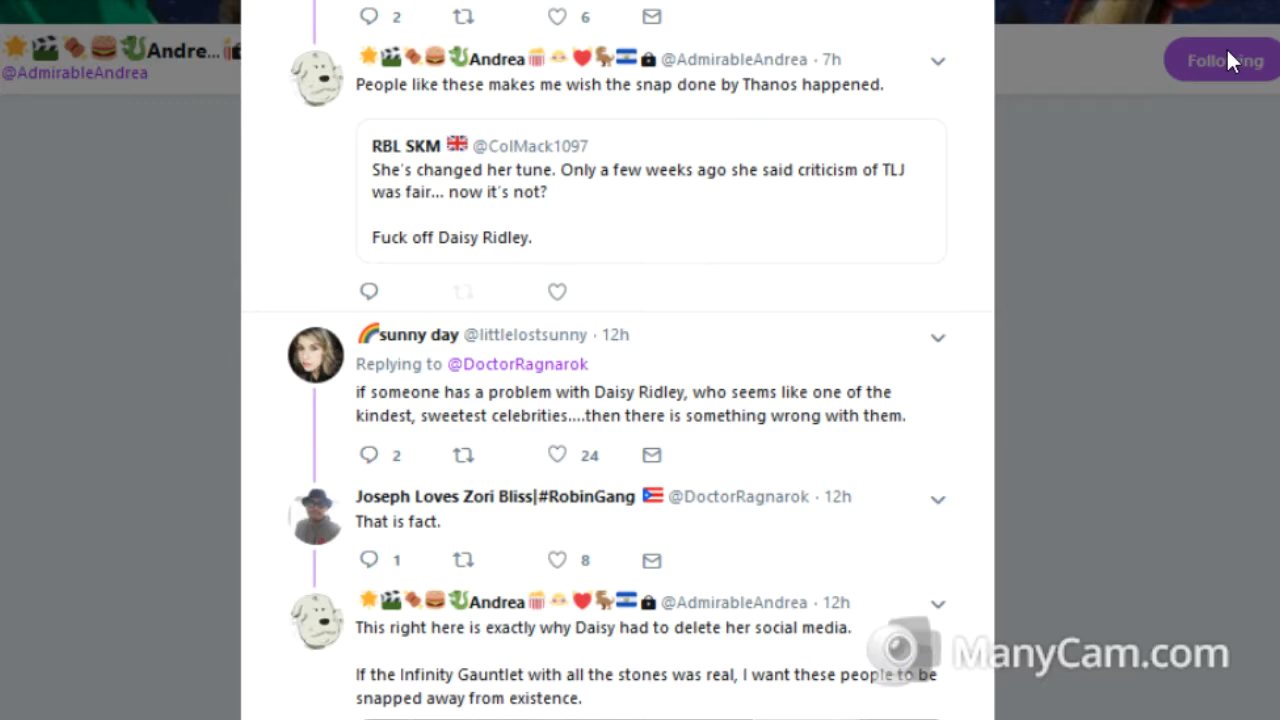 2 6
Andre...
@AdmirableAndrea
Following
Andrea @AdmirableAndrea · 7h
People like these makes me wish the snap done by Thanos happened.
RBL SKM @ColMack1097
She's changed her tune. Only a few weeks ago she said criticism of TLJ
was fair... now it's not?
Fuck off Daisy Ridley.
sunny day @littlelostsunny · 12h
Replying to @DoctorRagnarok
if someone has a problem with Daisy Ridley, who seems like one of the
kindest, sweetest celebrities....then there is something wrong with them.
2 24
Joseph Loves Zori Bliss|#RobinGang @DoctorRagnarok · 12h
That is fact.
1 8
Andrea @AdmirableAndrea · 12h
This right here is exactly why Daisy had to delete her social media.
If the Infinity Gauntlet with all the stones was real, I want these people to be
snapped away from existence.
ManyCam.com